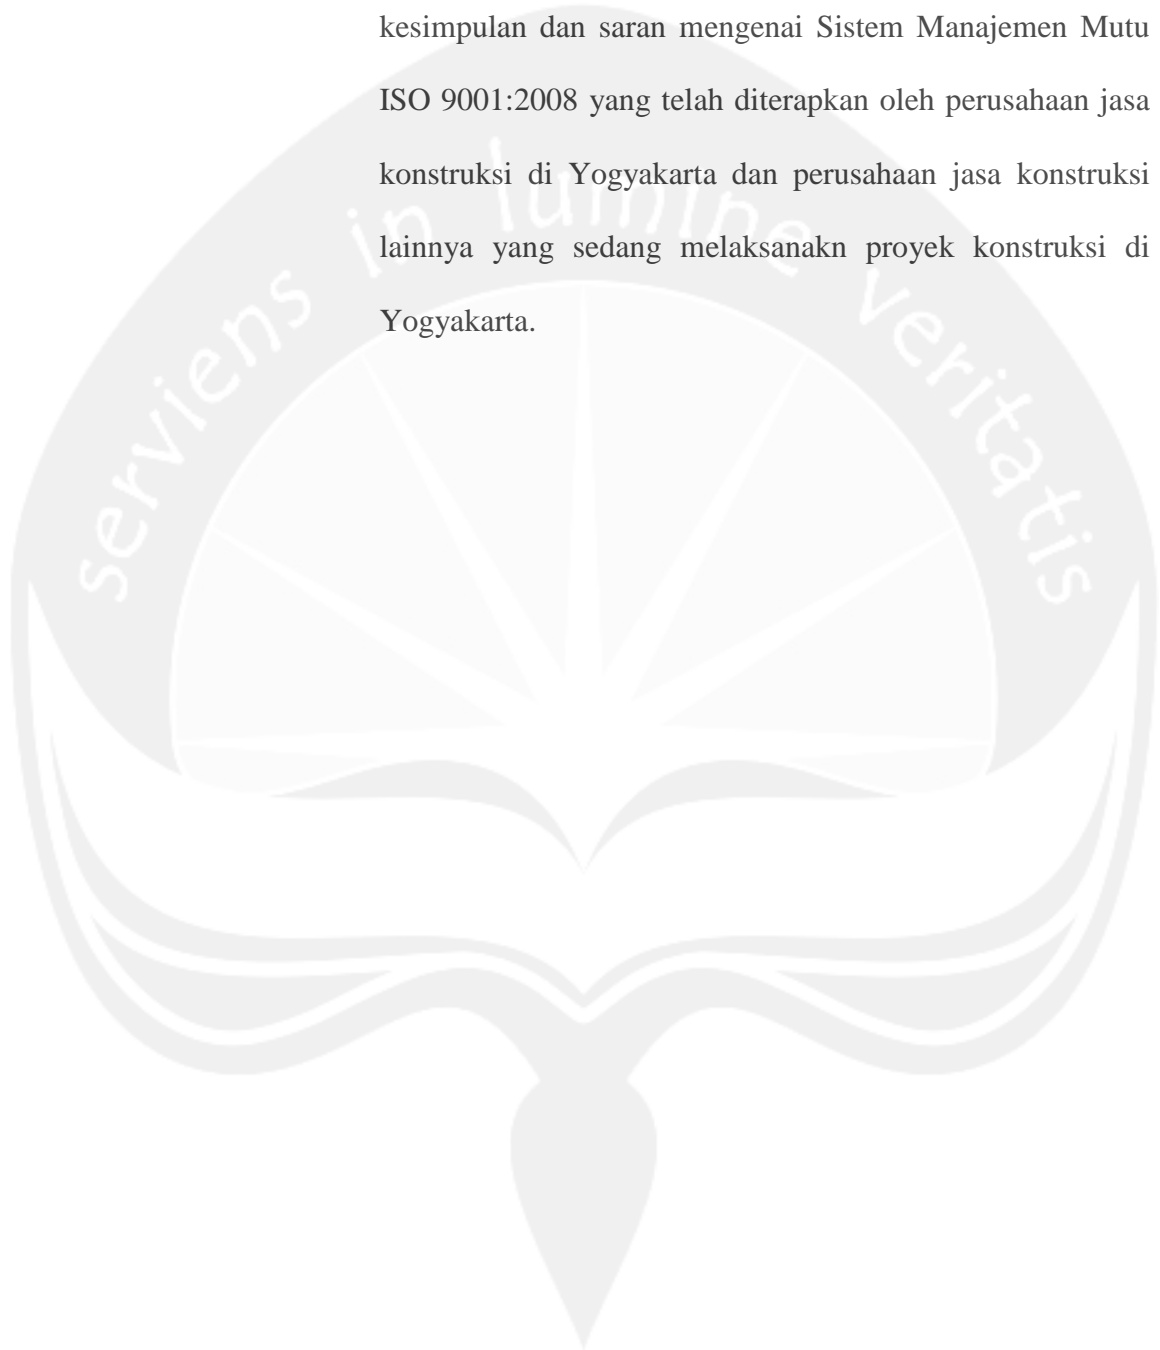 kesimpulan dan saran mengenai Sistem Manajemen Mutu
ISO 9001:2008 yang telah diterapkan oleh perusahaan jasa
konstruksi di Yogyakarta dan perusahaan jasa konstruksi
lainnya yang sedang melaksanakn proyek konstruksi di
Yogyakarta.
serviens in lumine veritatis